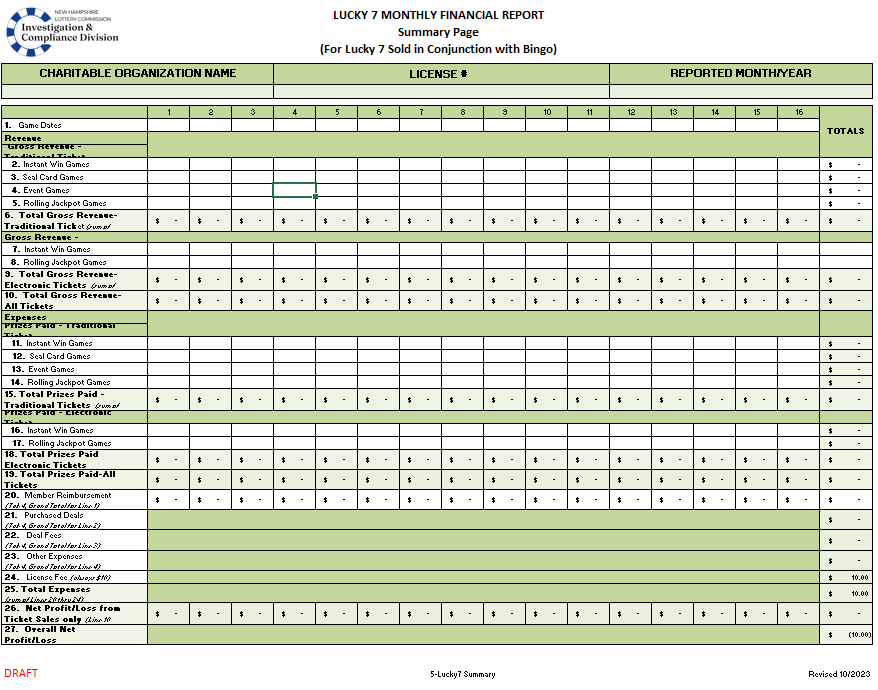 NEW HAMPSHIRE
LOTTERY COMMISSION
Investigation &
Compliance Division
LUCKY 7 MONTHLY FINANCIAL REPORT
Summary Page
(For Lucky 7 Sold in Conjunction with Bingo)
CHARITABLE ORGANIZATION NAME LICENSE # REPORTED MONTH/YEAR
1 2 3 4 5 6 7 8 9 10 11 12 13 14 15 16
TOTALS
1. Game Dates
Revenue
Gross Revenue -
Traditional Ticket
2. Instant Win Games $ -
3. Seal Card Games $ -
4. Event Games $ -
5. Rolling Jackpot Games $ -
6. Total Gross Revenue-
Traditional Ticket (sum of $ - $ - $ - $ - $ - $ - $ - $ - $ - $ - $ - $ - $ - $ - $ - $ - $ -
Gross Revenue -
7. Instant Win Games
8. Rolling Jackpot Games
9. Total Gross Revenue-
Electronic Tickets (sum of $ - $ - $ - $ - $ - $ - $ - $ - $ - $ - $ - $ - $ - $ - $ - $ - $ -
10. Total Gross Revenue-
All Tickets $ - $ - $ - $ - $ - $ - $ - $ - $ - $ - $ - $ - $ - $ - $ - $ - $ -
Expenses
Prizes Paid - Traditional
Ticket
11. Instant Win Games $ -
12. Seal Card Games $ -
13. Event Games $ -
14. Rolling Jackpot Games $ -
15. Total Prizes Paid -
Traditional Tickets (sum of $ - $ - $ - $ - $ - $ - $ - $ - $ - $ - $ - $ - $ - $ - $ - $ - $ -
Prizes Paid - Electronic
Ticket
16. Instant Win Games $ -
17. Rolling Jackpot Games $ -
18. Total Prizes Paid
Electronic Tickets $ - $ - $ - $ - $ - $ - $ - $ - $ - $ - $ - $ - $ - $ - $ - $ - $ -
19. Total Prizes Paid-All
Tickets $ - $ - $ - $ - $ - $ - $ - $ - $ - $ - $ - $ - $ - $ - $ - $ - $ -
20. Member Reimbursement
(Tab 4, Grand Total for Line 1) $ - $ - $ - $ - $ - $ - $ - $ - $ - $ - $ - $ - $ - $ - $ - $ - $ -
21. Purchased Deals
(Tab 4, Grand Total for Line 2) $ -
22. Deal Fees
(Tab 4, Grand Total for Line 3) $ -
23. Other Expenses
(Tab 4, Grand Total for Line 4) $ -
24. License Fee (always $10) $ 10.00
25. Total Expenses
(sum of Lines 20 thru 24) $ 10.00
26. Net Profit/Loss from
Ticket Sales only (Line 10 $ - $ - $ - $ - $ - $ - $ - $ - $ - $ - $ - $ - $ - $ - $ - $ - $ -
27. Overall Net
Profit/Loss $ (10.00)
DRAFT 5-Lucky7 Summary Revised 10/2023